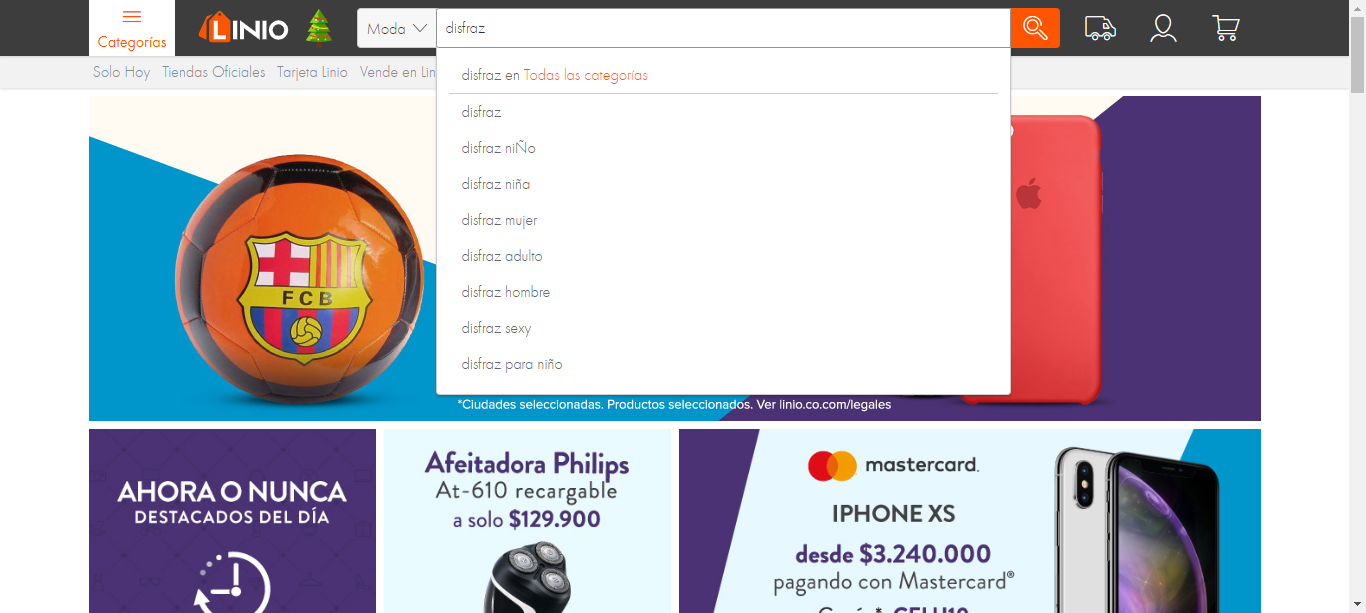 Categorías
LINIO
Moda
disfraz
Solo Hoy Tiendas Oficiales Tarjeta Linio Vende en Lin
disfraz en Todas las categorías
disfraz
disfraz niÑo
disfraz niña
disfraz mujer
disfraz adulto
disfraz hombre
disfraz sexy
disfraz para niño
FCB
*Ciudades seleccionadas. Productos seleccionados. Ver linio.co.com/legales
AHORA O NUNCA
DESTACADOS DEL DÍA
Afeitadora Philips
At-610 recargable
a solo $129.900
mastercard.
IPHONE XS
desde $3.240.000
pagando con Mastercard®